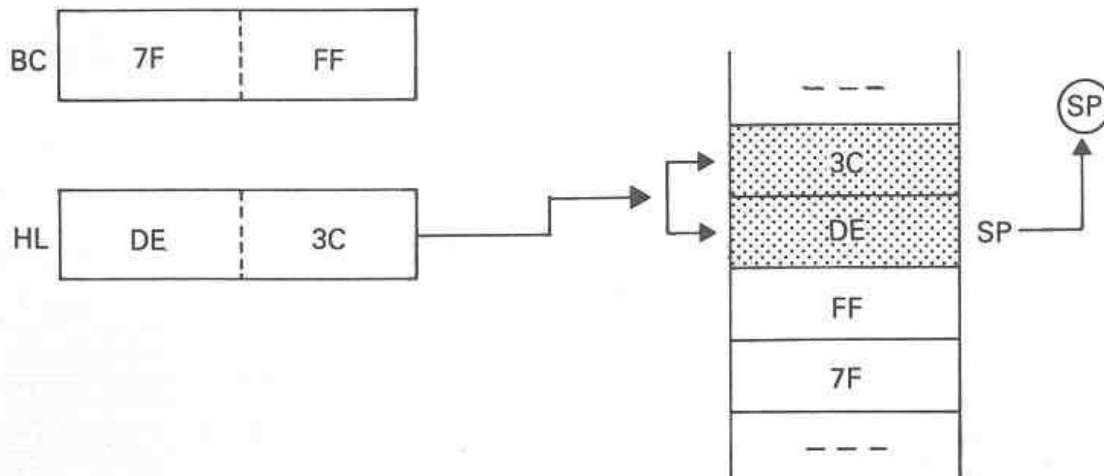 BC 7F FF
HL DE 3C
– – –
3C
DE
FF
7F
– – –
SP
SP